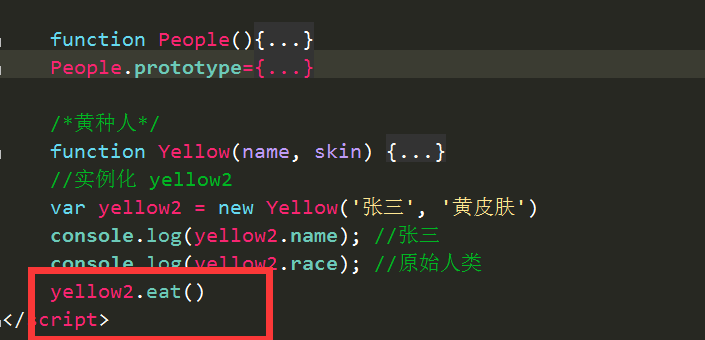 function People(){...}
People.prototype={...}
/*黄种人*/
function Yellow(name, skin) {...}
//实例化 yellow2
var yellow2 = new Yellow('张三', '黄皮肤')
console.log(yellow2.name); //张三
console.log(yellow2.race); //原始人类
yellow2.eat()
</script>